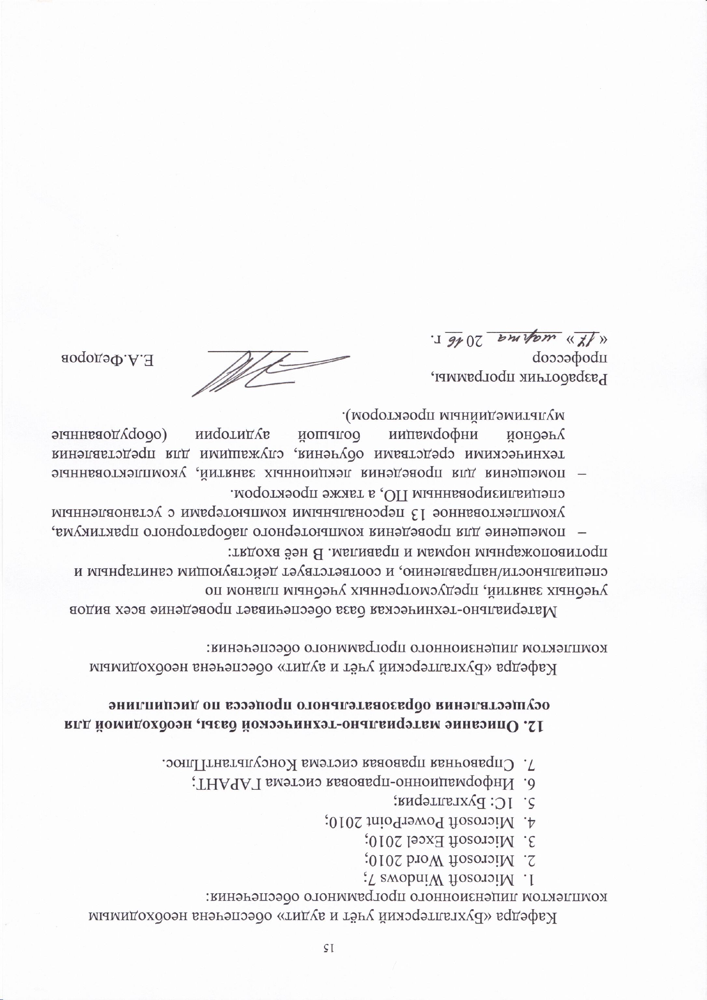 15
Кафедра «Бухгалтерский учёт и аудит» обеспечена необходимым
комплектом лицензионного программного обеспечения:
1. Microsoft Windows 7;
2. Microsoft Word 2010;
3. Microsoft Excel 2010;
4. Microsoft PowerPoint 2010;
5. 1С: Бухгалтерия;
6. Информационно-правовая система ГАРАНТ;
7. Справочная правовая система КонсультантПлюс.
12. Описание материально-технической базы, необходимой для
осуществления образовательного процесса по дисциплине
Кафедра «Бухгалтерский учёт и аудит» обеспечена необходимым
комплектом лицензионного программного обеспечения:
Материально-техническая база обеспечивает проведение всех видов
учебных занятий, предусмотренных учебным планом по
специальности/направлению, и соответствует действующим санитарным и
противопожарным нормам и правилам. В неё входят:
– помещение для проведения компьютерного лабораторного практикума,
укомплектованное 13 персональными компьютерами с установленным
специализированным ПО, а также проектором.
– помещения для проведения лекционных занятий, укомплектованные
техническими средствами обучения, служащими для представления
учебной информации большой аудитории (оборудованные
мультимедийным проектором).
Разработчик программы,
профессор Е.А.Федоров
«17» марта 2016 г.